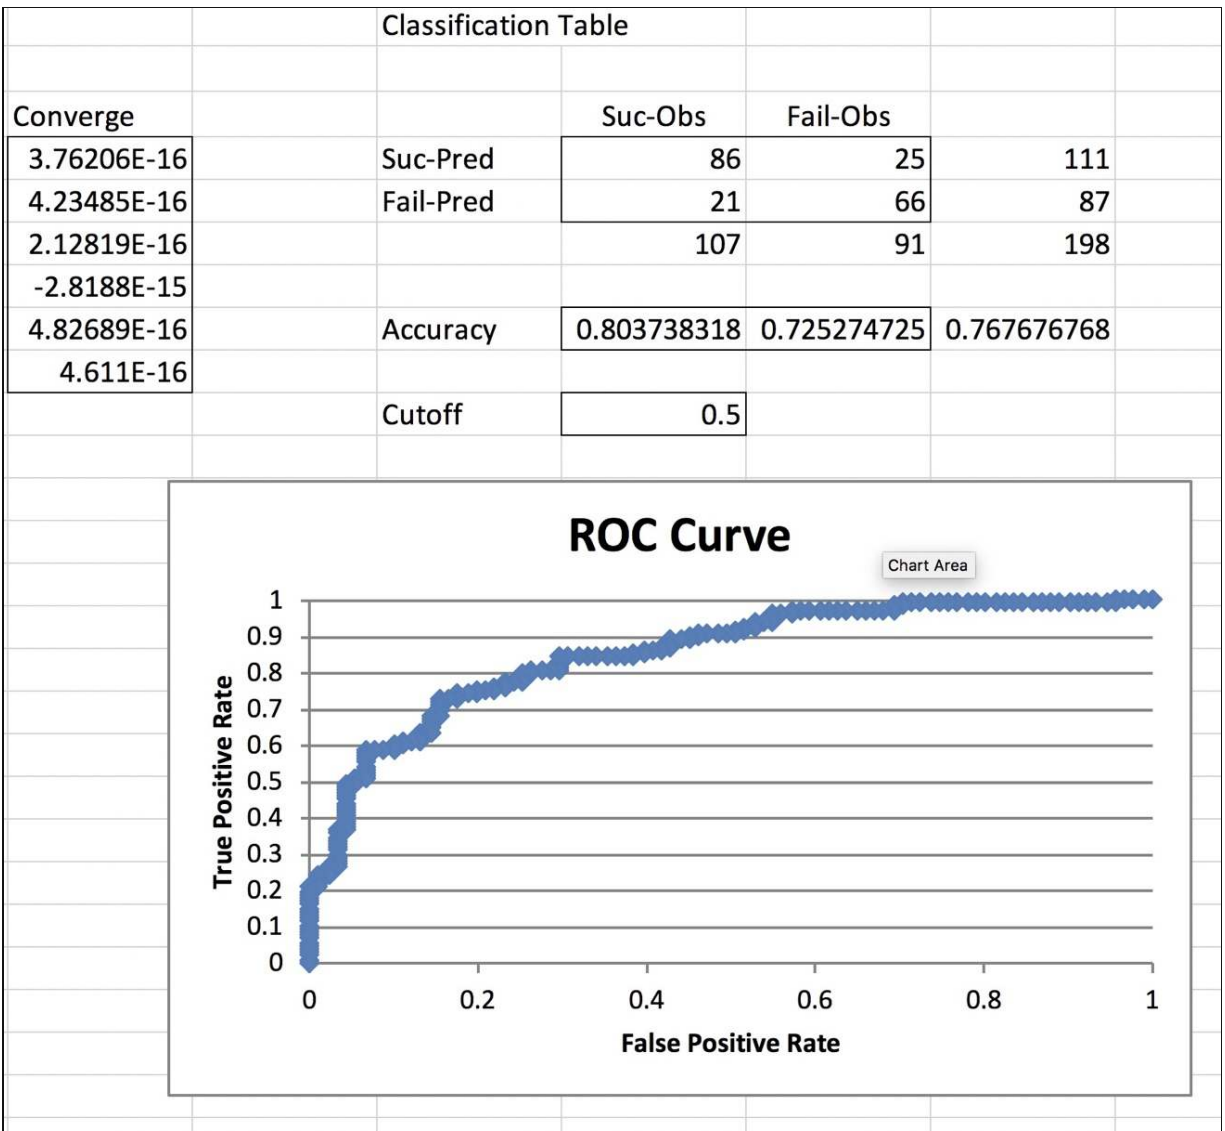 Classification Table
Converge Suc-Obs Fail-Obs
3.76206E-16 Suc-Pred 86 25 111
4.23485E-16 Fail-Pred 21 66 87
2.12819E-16 107 91 198
-2.8188E-15
4.82689E-16 Accuracy 0.803738318 0.725274725 0.767676768
4.611E-16
Cutoff 0.5
ROC Curve
Chart Area
1
0.9
0.8
0.7
0.6
0.5
0.4
0.3
0.2
0.1
0
True Positive Rate
0 0.2 0.4 0.6 0.8 1
False Positive Rate